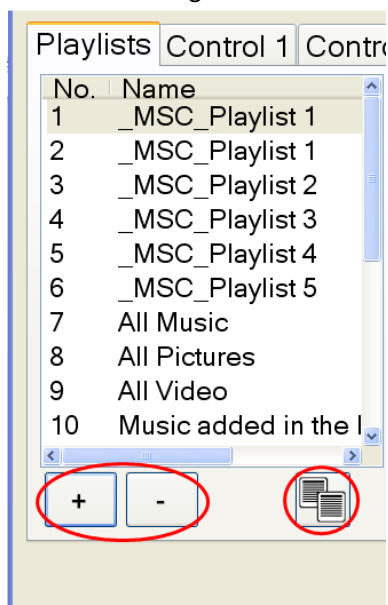 Playlists Control 1 Contro
No. Name
1 _MSC_Playlist 1
2 _MSC_Playlist 1
3 _MSC_Playlist 2
4 _MSC_Playlist 3
5 _MSC_Playlist 4
6 _MSC_Playlist 5
7 All Music
8 All Pictures
9 All Video
10 Music added in the l
+ -